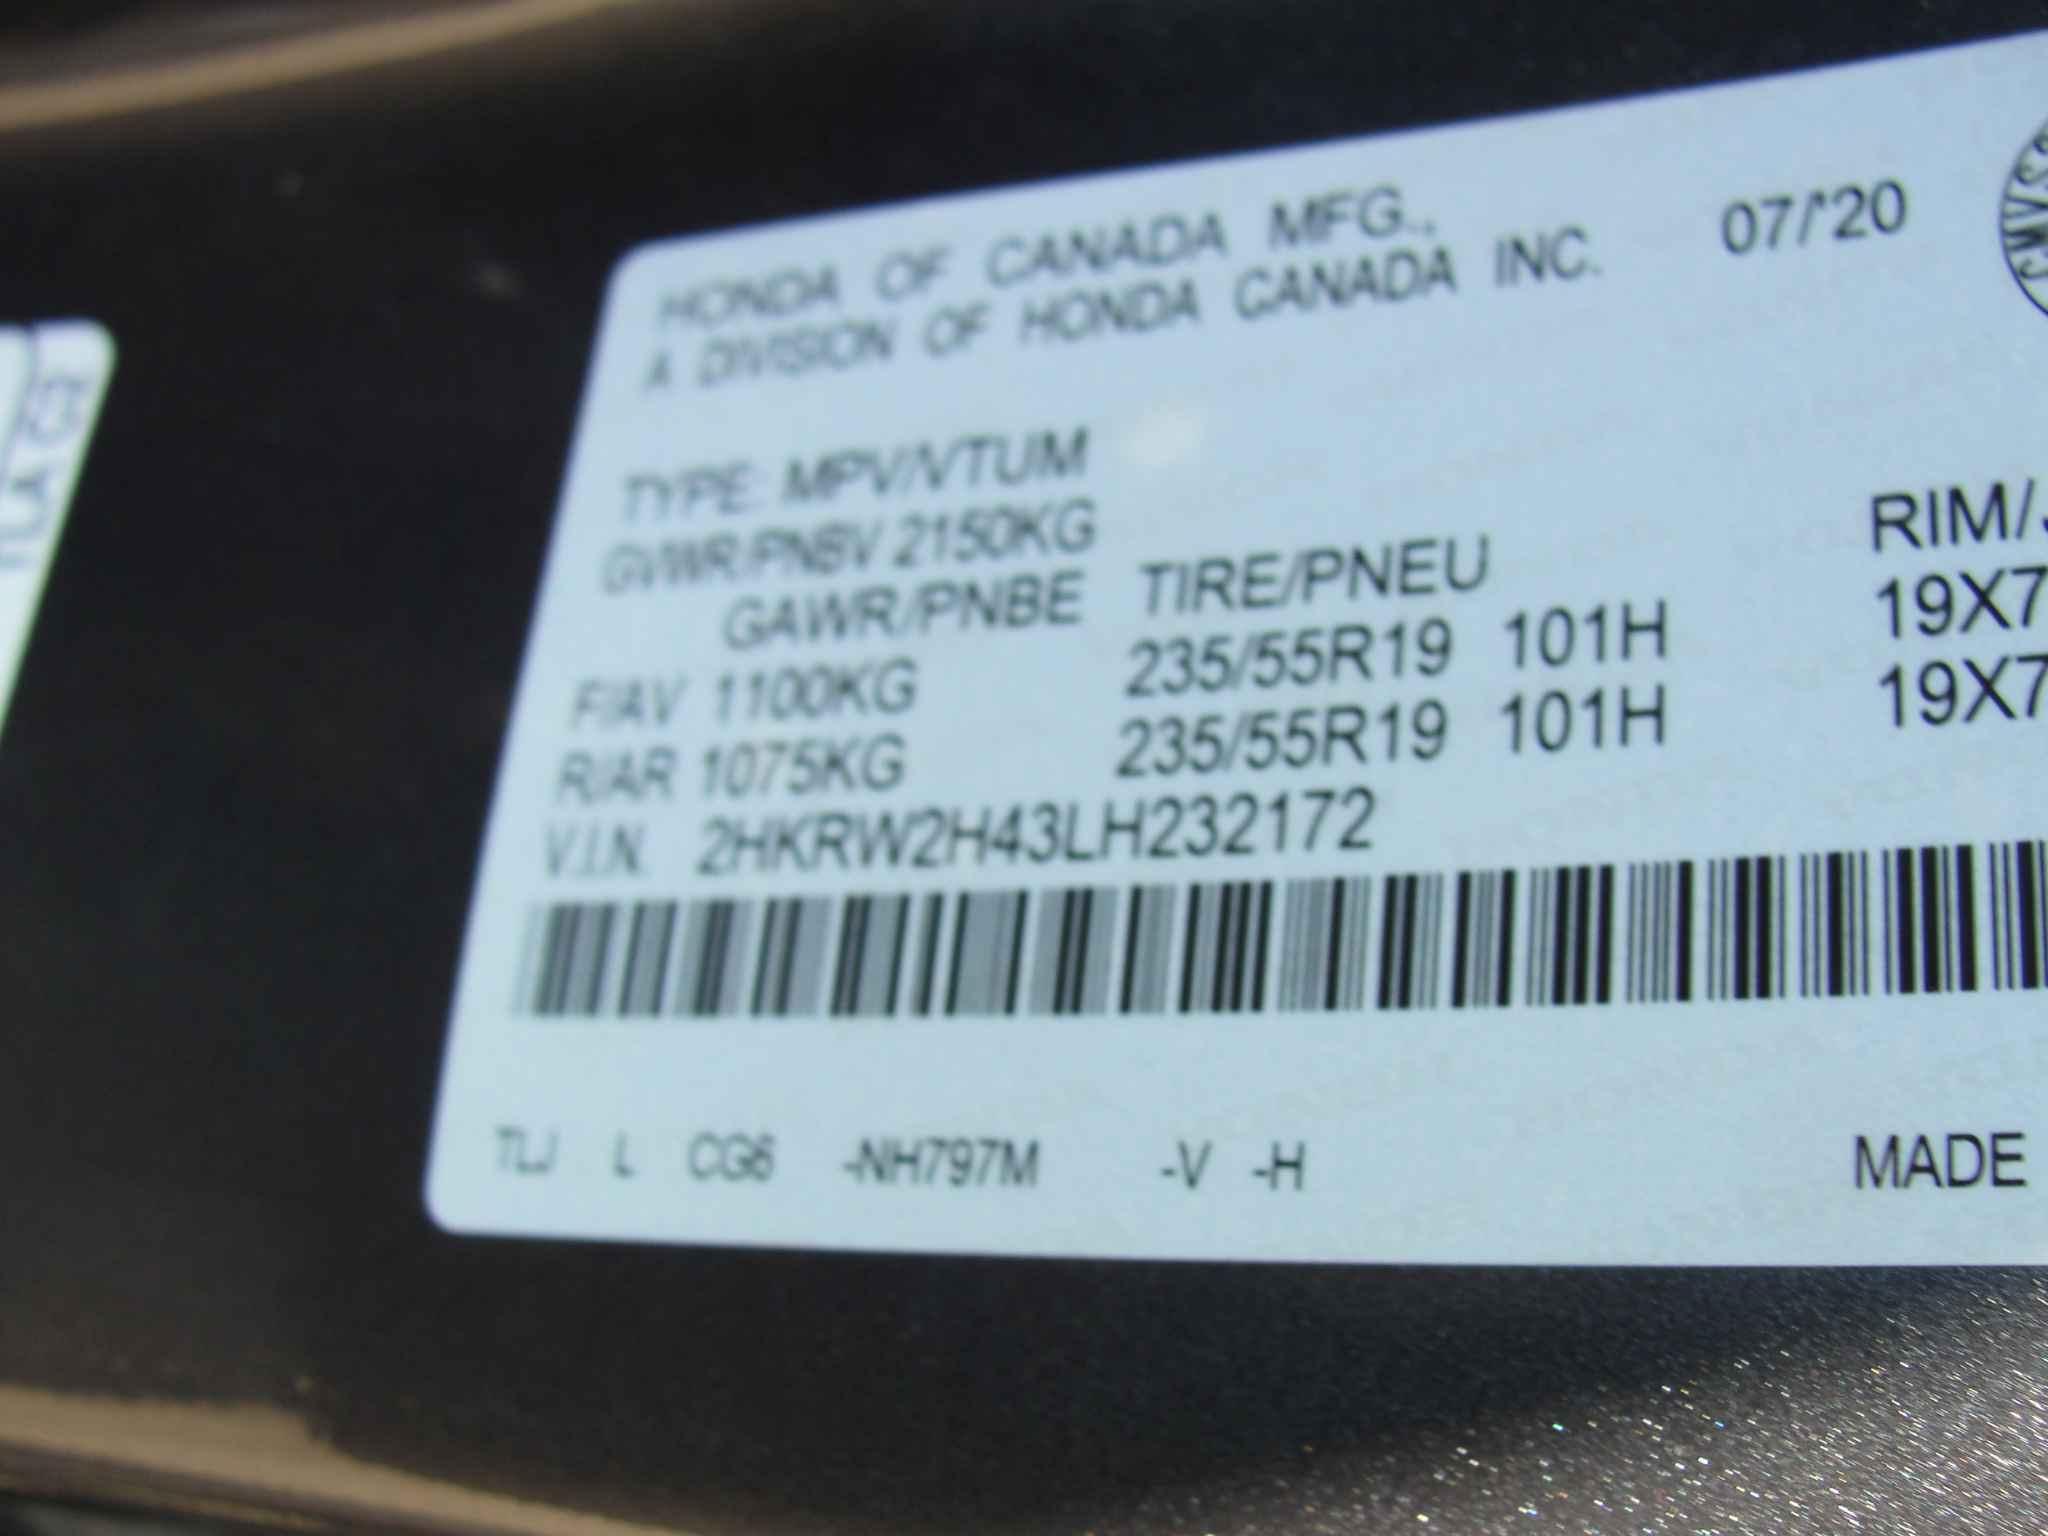 HONDA OF CANADA MFG.,
A DIVISION OF HONDA CANADA INC.
07/'20
CMVS
TYPE: MPV/VTUM
GVWR/PNBV 2150KG
GAWR/PNBE TIRE/PNEU RIM/
F/AV 1100KG 235/55R19 101H 19X7
R/AR 1075KG 235/55R19 101H 19X7
V.I.N. 2HKRW2H43LH232172
TLJ L CG6 -NH797M -V -H MADE